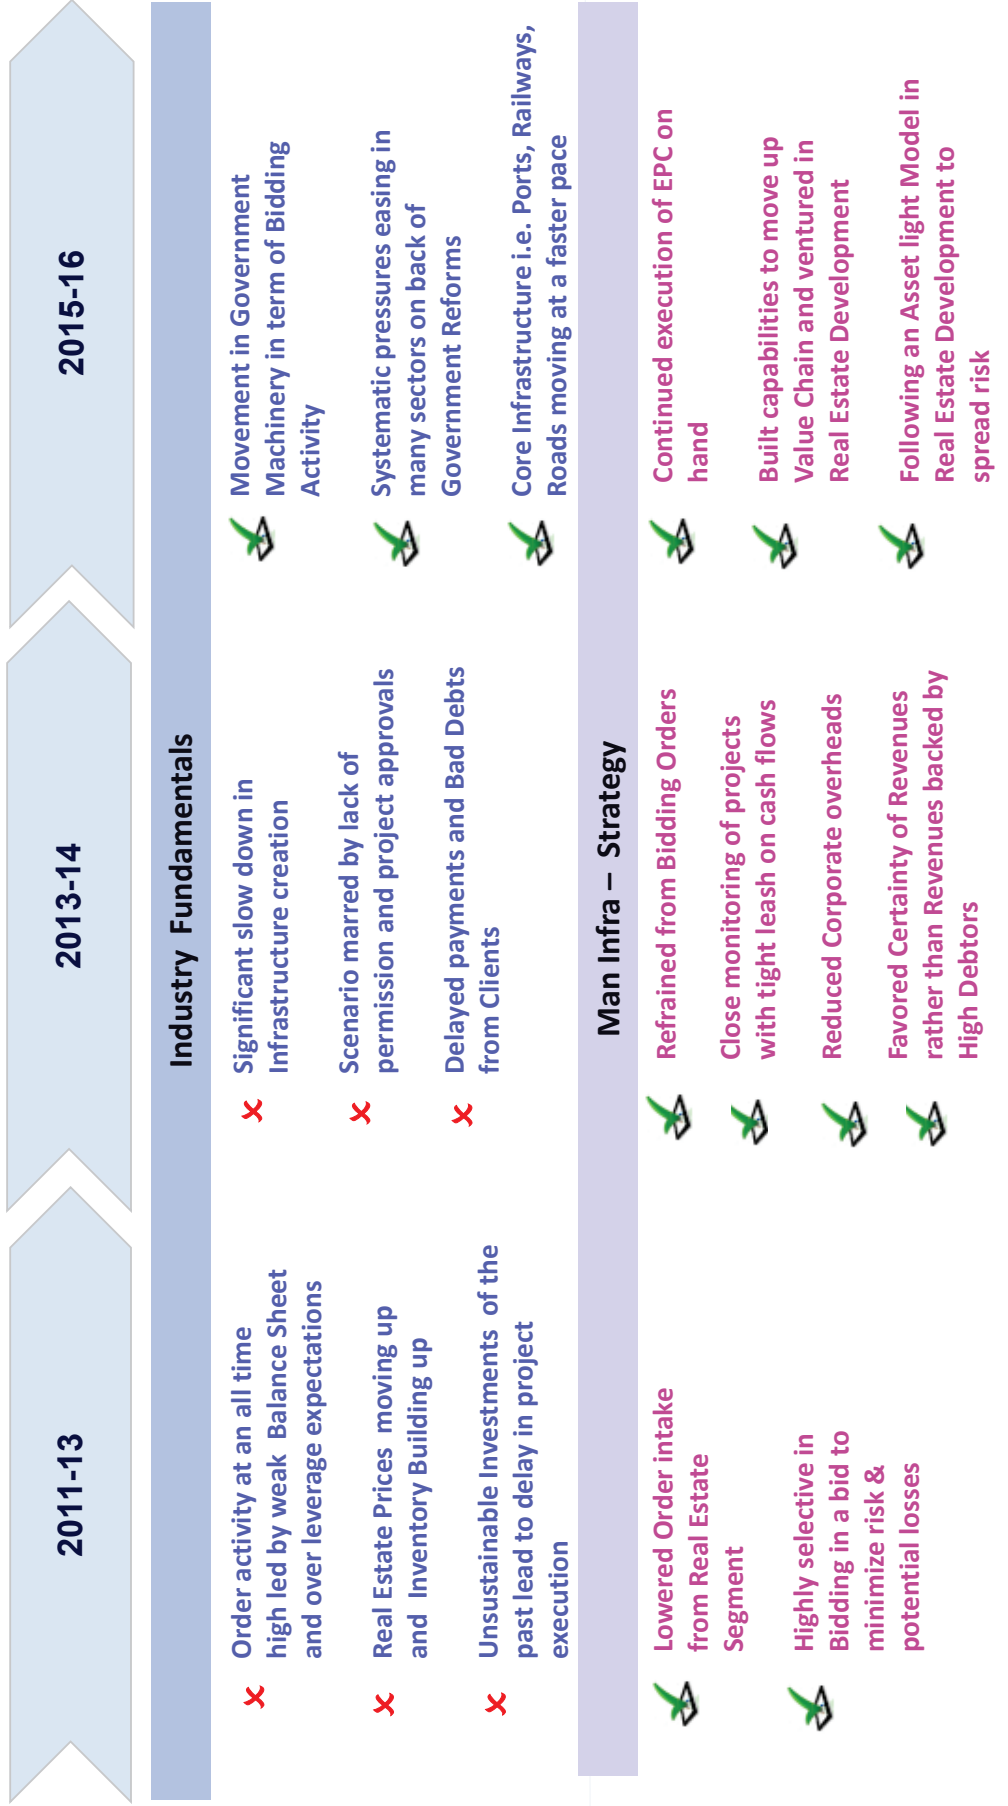 2011-13
2013-14
2015-16
Industry Fundamentals
Order activity at an all time
high led by weak Balance Sheet
and over leverage expectations
Real Estate Prices moving up
and Inventory Building up
Unsustainable Investments of the
past lead to delay in project
execution
Significant slow down in
Infrastructure creation
Scenario marred by lack of
permission and project approvals
Delayed payments and Bad Debts
from Clients
Movement in Government
Machinery in term of Bidding
Activity
Systematic pressures easing in
many sectors on back of
Government Reforms
Core Infrastructure i.e. Ports, Railways,
Roads moving at a faster pace
Man Infra – Strategy
Lowered Order intake
from Real Estate
Segment
Highly selective in
Bidding in a bid to
minimize risk &
potential losses
Refrained from Bidding Orders
Close monitoring of projects
with tight leash on cash flows
Reduced Corporate overheads
Favored Certainty of Revenues
rather than Revenues backed by
High Debtors
Continued execution of EPC on
hand
Built capabilities to move up
Value Chain and ventured in
Real Estate Development
Following an Asset light Model in
Real Estate Development to
spread risk